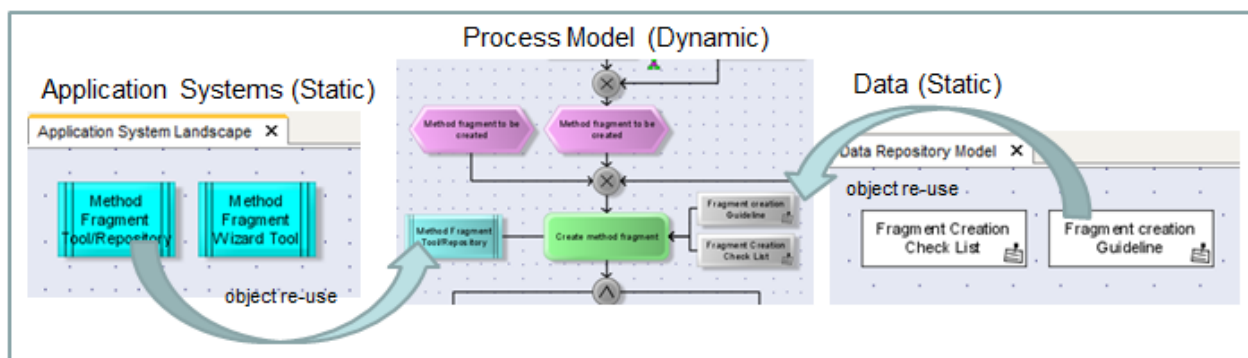 Process Model (Dynamic)
Application Systems (Static)
Data (Static)
Application System Landscape X
Method
Fragment
Tool/Repository
Method
Fragment
Wizard Tool
object re-use
Method fragment to be
created
Method fragment to be
created
Method Fragment
Tool/Repository
Create method fragment
Fragment creation
Guideline
Fragment Creation
Check List
Data Repository Model X
object re-use
Fragment Creation
Check List
Fragment creation
Guideline